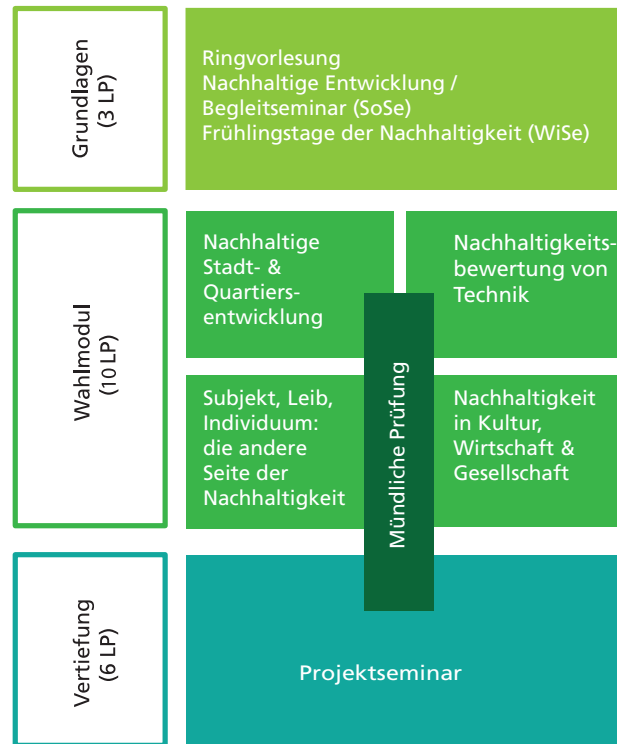 Grundlagen
(3 LP)
Ringvorlesung
Nachhaltige Entwicklung /
Begleitseminar (SoSe)
Frühlingstage der Nachhaltigkeit (WiSe)
Wahlmodul
(10 LP)
Nachhaltige
Stadt- &
Quartiers-
entwicklung
Nachhaltigkeits-
bewertung von
Technik
Subjekt, Leib,
Individuum:
die andere
Seite der
Nachhaltigkeit
Nachhaltigkeit
in Kultur,
Wirtschaft &
Gesellschaft
Mündliche Prüfung
Vertiefung
(6 LP)
Projektseminar